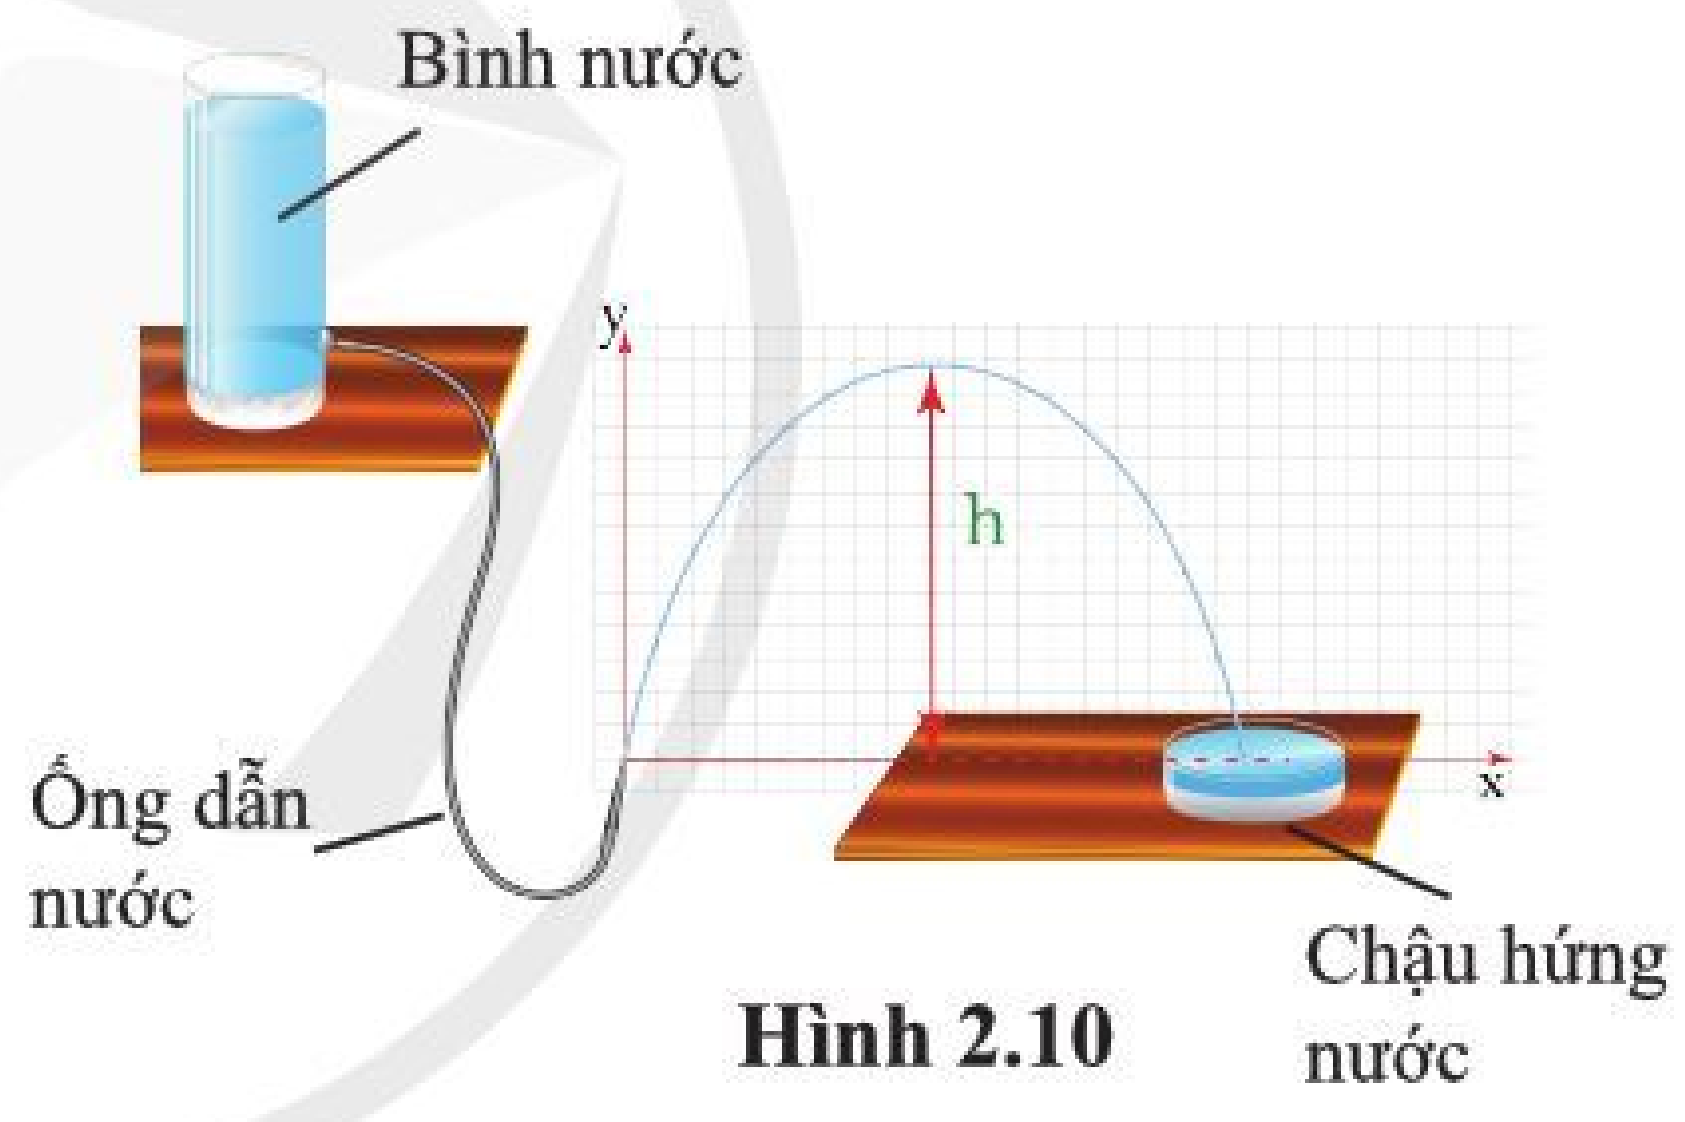 Bình nước
y
h
x
Ống dẫn
nước
Chậu hứng
nước
Hình 2.10